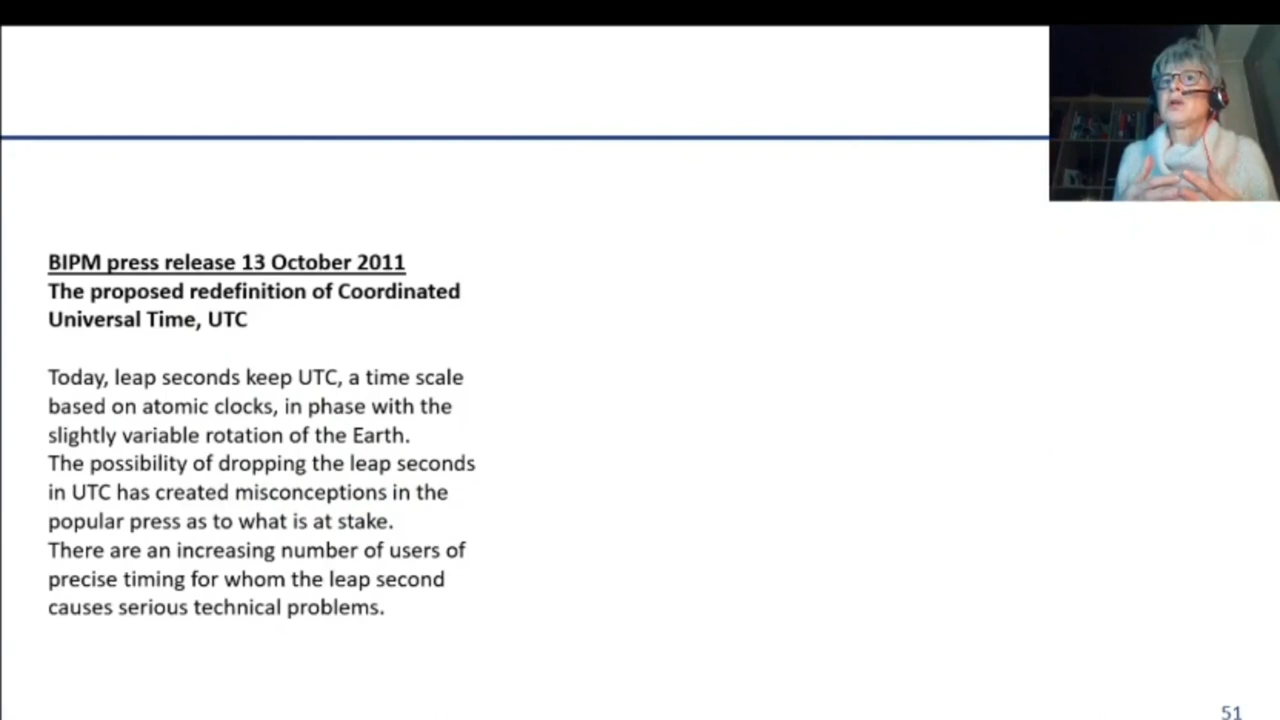 BIPM press release 13 October 2011
The proposed redefinition of Coordinated
Universal Time, UTC
Today, leap seconds keep UTC, a time scale
based on atomic clocks, in phase with the
slightly variable rotation of the Earth.
The possibility of dropping the leap seconds
in UTC has created misconceptions in the
popular press as to what is at stake.
There are an increasing number of users of
precise timing for whom the leap second
causes serious technical problems.
51